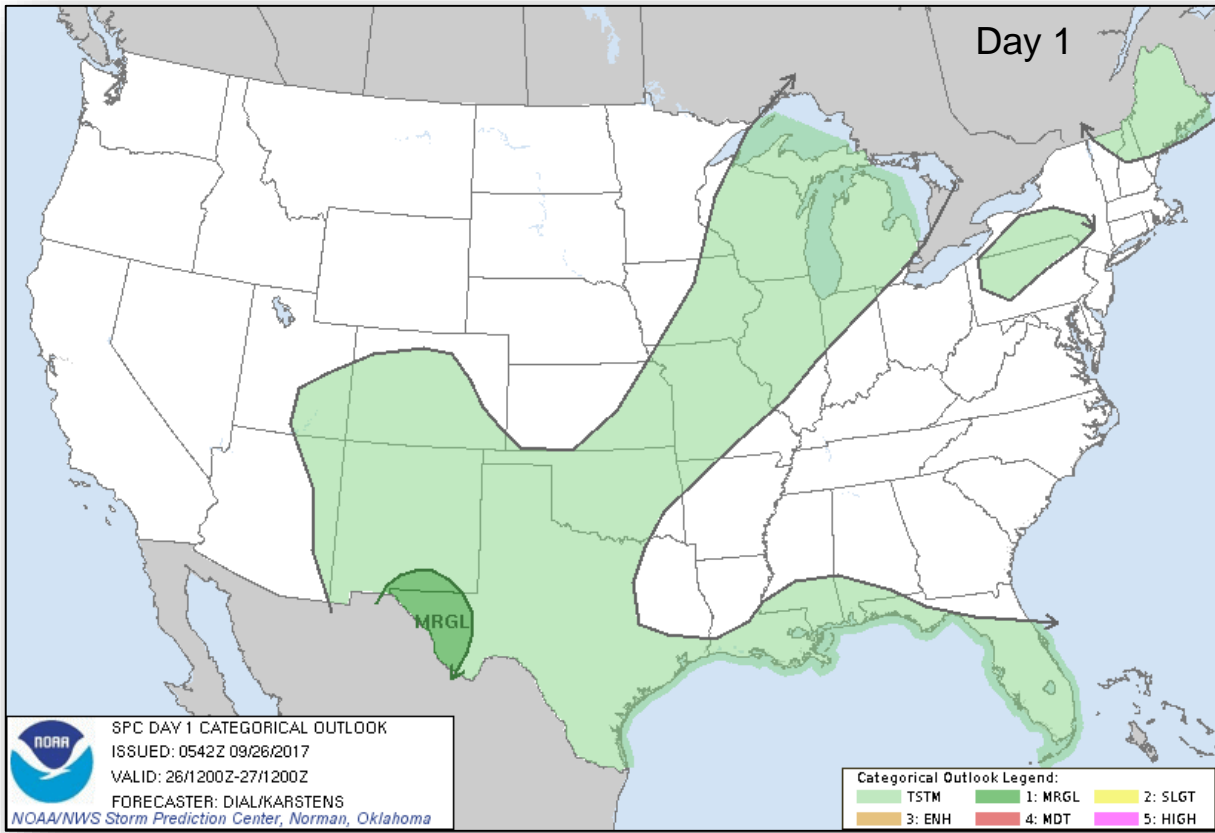 Day 1
MRGL
NOAA
SPC DAY 1 CATEGORICAL OUTLOOK
ISSUED: 0542Z 09/26/2017
VALID: 26/1200Z-27/1200Z
FORECASTER: DIAL/KARSTENS
NOAA/NWS Storm Prediction Center, Norman, Oklahoma
Categorical Outlook Legend:
TSTM 1: MRGL 2: SLGT
3: ENH 4: MDT 5: HIGH